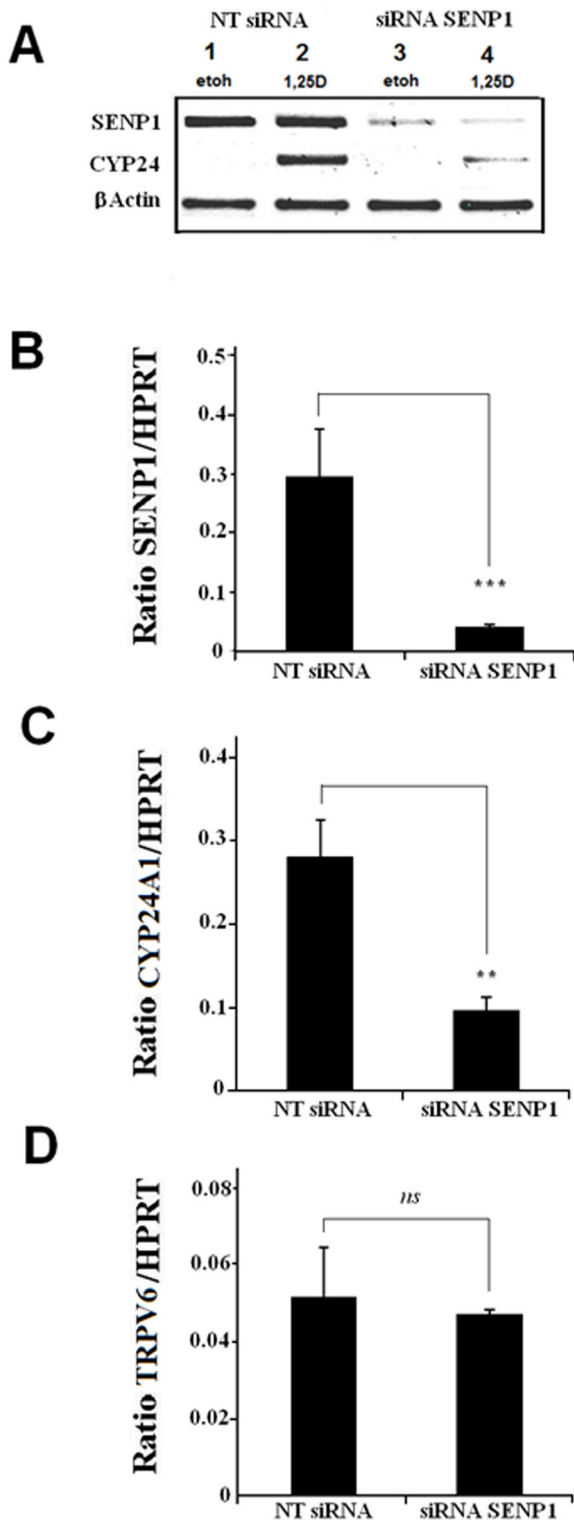 A
NT siRNA siRNA SENP1
1 2 3 4
etoh 1,25D etoh 1,25D
SENP1
CYP24
βActin
B
Ratio SENP1/HPRT
0.5
0.4
0.3
0.2
0.1
0
***
NT siRNA siRNA SENP1
C
Ratio CYP24A1/HPRT
0.4
0.3
0.2
0.1
0
**
NT siRNA siRNA SENP1
D
Ratio TRPV6/HPRT
0.08
0.06
0.04
0.02
0
ns
NT siRNA siRNA SENP1